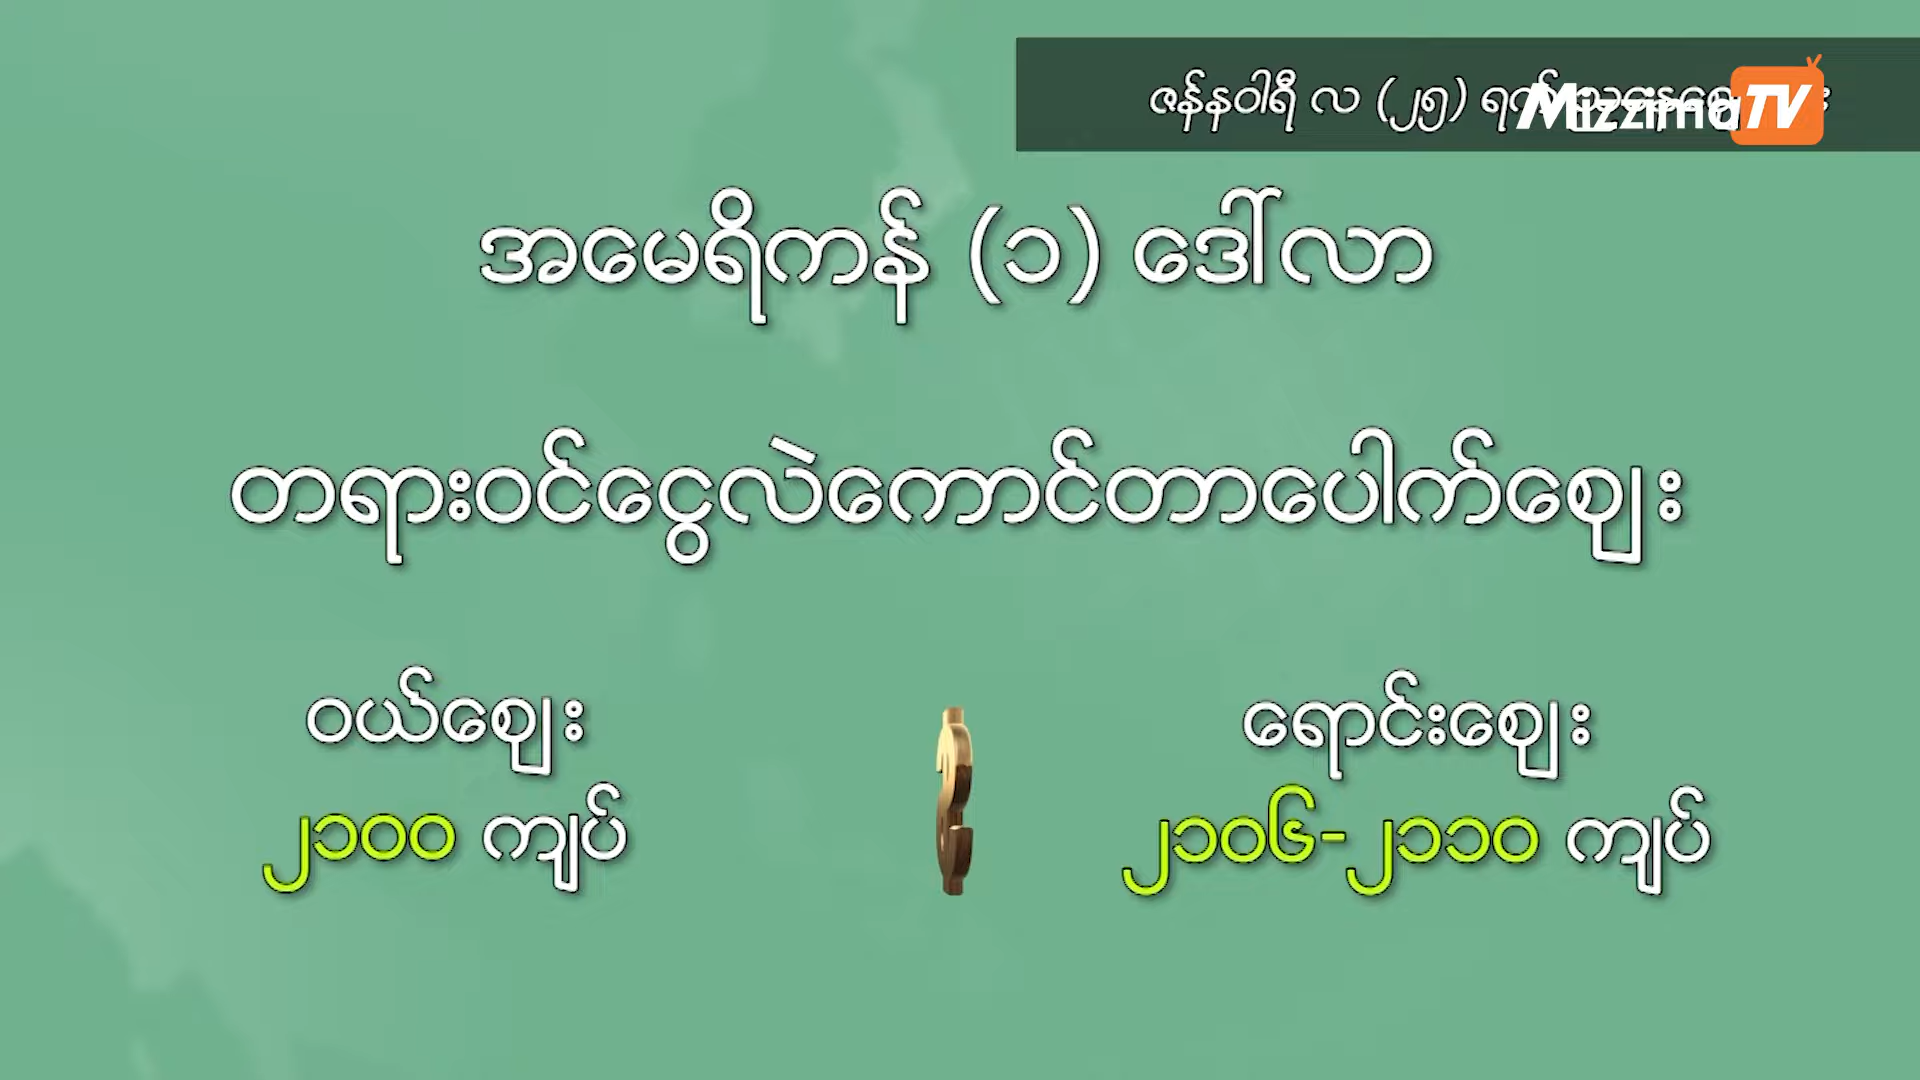 ဇန်နဝါရီ လ (၂၅) ရက်
MizzimaTV
အမေရိကန် (၁) ဒေါ်လာ
တရားဝင်ငွေလဲကောင်တာပေါက်ဈေး
ဝယ်ဈေး
၂၁၀၀ ကျပ်
ရောင်းဈေး
၂၁၀၆-၂၁၁၀ ကျပ်